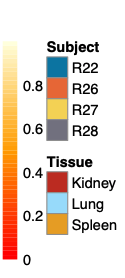 Subject
R22
R26
R27
R28
Tissue
Kidney
Lung
Spleen
0.8
0.6
0.4
0.2
0